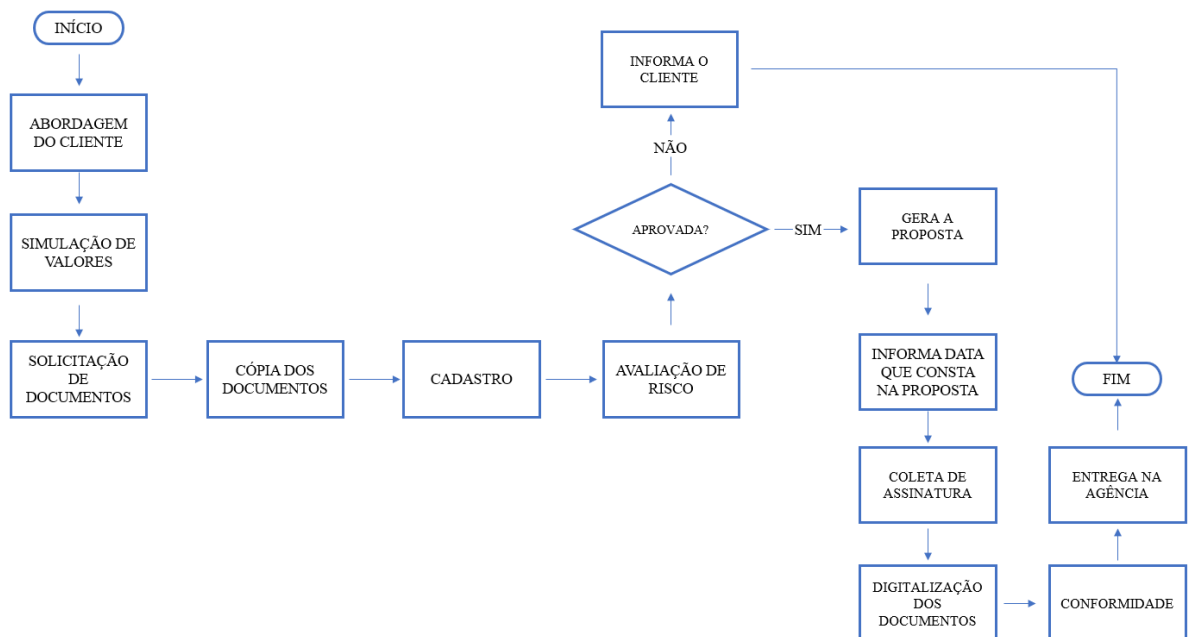 INÍCIO
ABORDAGEM
DO CLIENTE
SIMULAÇÃO DE
VALORES
SOLICITAÇÃO
DE
DOCUMENTOS
CÓPIA DOS
DOCUMENTOS
CADASTRO
AVALIAÇÃO DE
RISCO
APROVADA?
NÃO
INFORMA O
CLIENTE
SIM
GERA A
PROPOSTA
INFORMA DATA
QUE CONSTA
NA PROPOSTA
COLETA DE
ASSINATURA
DIGITALIZAÇÃO
DOS
DOCUMENTOS
CONFORMIDADE
ENTREGA NA
AGÊNCIA
FIM